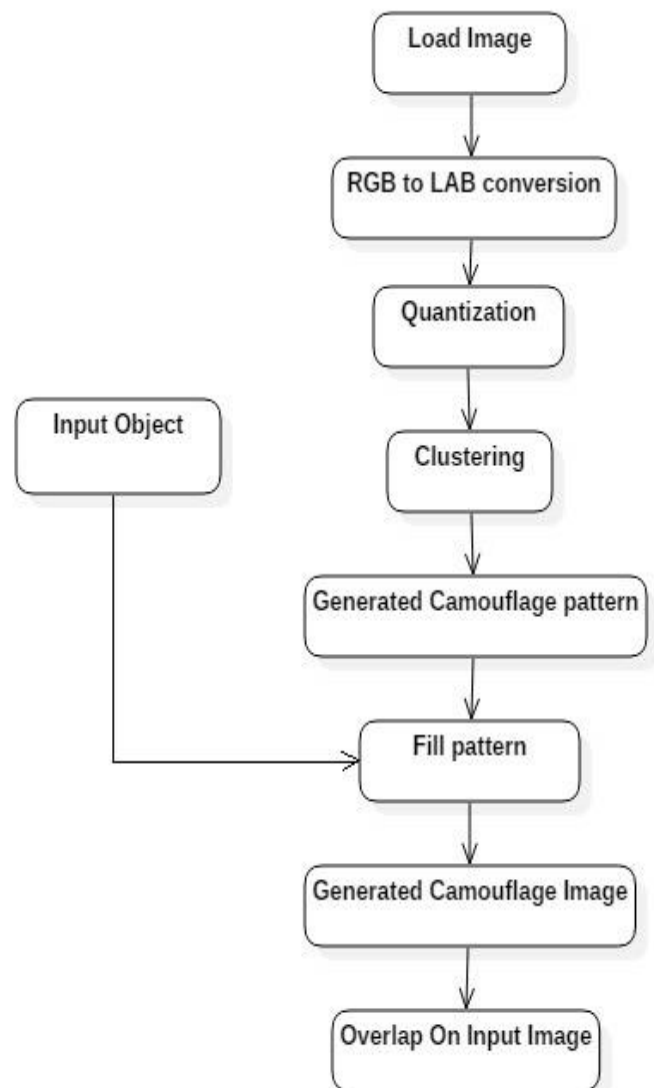 Load Image
RGB to LAB conversion
Quantization
Input Object
Clustering
Generated Camouflage pattern
Fill pattern
Generated Camouflage Image
Overlap On Input Image